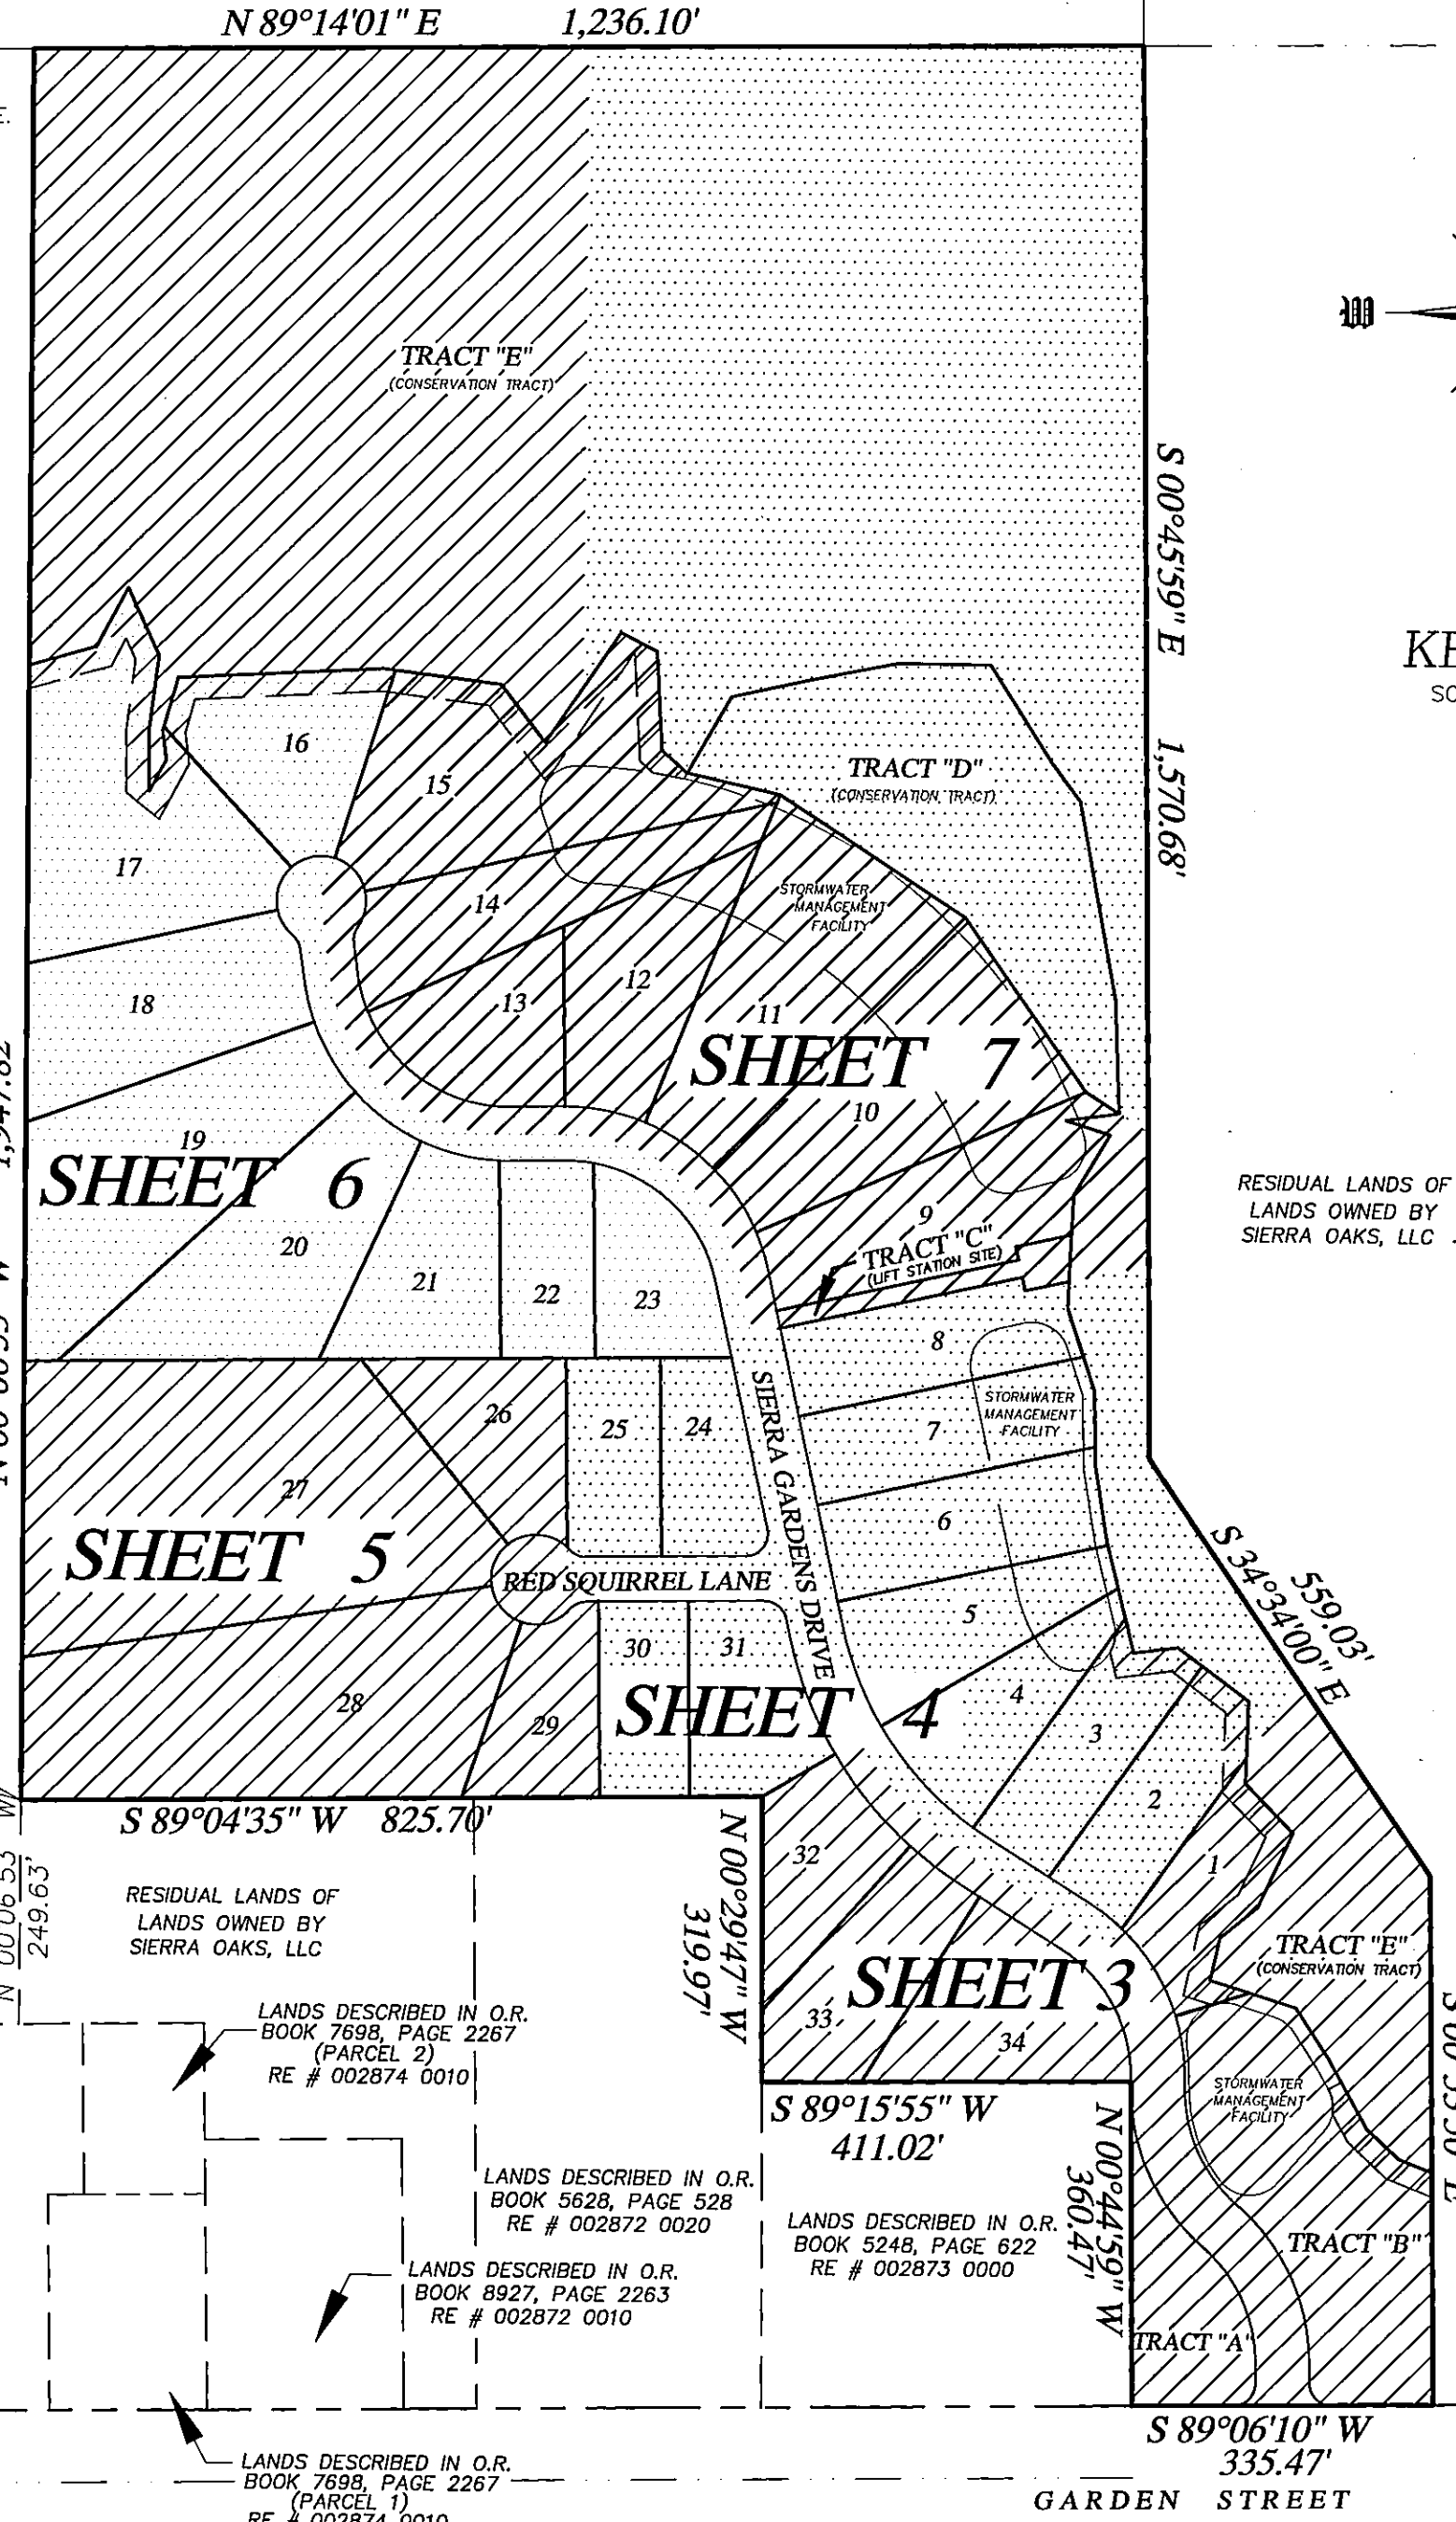 N 89°14'01" E 1,236.10'
TRACT "E"
(CONSERVATION TRACT)
S 00°45'59" E 1,570.68'
16
15
17
TRACT "D"
(CONSERVATION TRACT)
14
STORMWATER
MANAGEMENT
FACILITY
18
13
12
11
SHEET 7
10
19
SHEET 6
RESIDUAL LANDS OF
LANDS OWNED BY
SIERRA OAKS, LLC
9
TRACT "C"
(LIFT STATION SITE)
20
21
22
23
8
26
25
24
SIERRA GARDENS DRIVE
STORMWATER
MANAGEMENT
FACILITY
7
27
SHEET 5
6
S 34°34'00" E
559.03'
RED SQUIRREL LANE
5
30
31
28
29
SHEET 4
4
3
2
S 89°04'35" W 825.70'
N 00°29'47" W
319.97'
32
1
249.63'
RESIDUAL LANDS OF
LANDS OWNED BY
SIERRA OAKS, LLC
TRACT "E"
(CONSERVATION TRACT)
SHEET 3
33
34
LANDS DESCRIBED IN O.R.
BOOK 7698, PAGE 2267
(PARCEL 2)
RE # 002874 0010
STORMWATER
MANAGEMENT
FACILITY
S 89°15'55" W
411.02'
N 00°44'59" W
360.47'
LANDS DESCRIBED IN O.R.
BOOK 5628, PAGE 528
RE # 002872 0020
LANDS DESCRIBED IN O.R.
BOOK 5248, PAGE 622
RE # 002873 0000
TRACT "B"
LANDS DESCRIBED IN O.R.
BOOK 8927, PAGE 2263
RE # 002872 0010
TRACT "A"
S 89°06'10" W
335.47'
LANDS DESCRIBED IN O.R.
BOOK 7698, PAGE 2267
(PARCEL 1)
RE # 002874 0010
GARDEN STREET